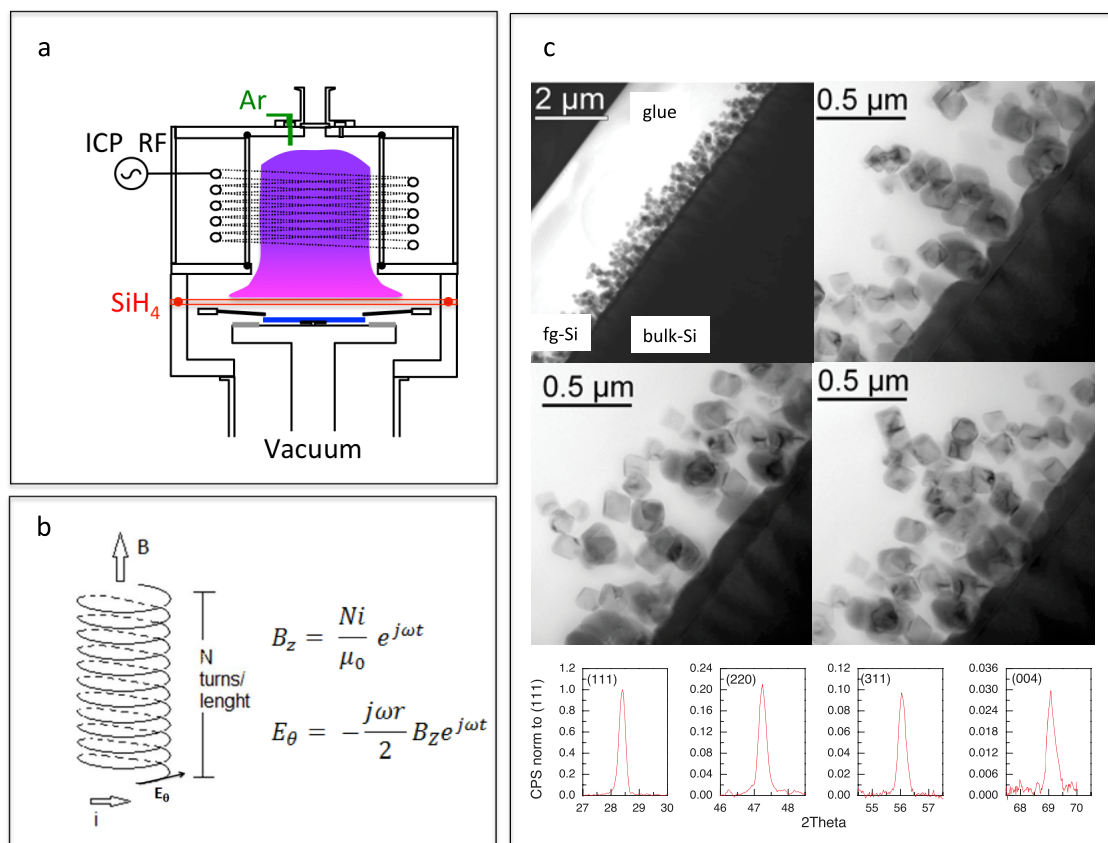 a
Ar
ICP RF
SiH₄
Vacuum
b
B
N
turns/
lenght
E_θ
i
B_z = Ni/μ₀ e^{jωt}
E_θ = − jωr/2 B_Z e^{jωt}
c
2 µm
glue
fg-Si
bulk-Si
0.5 µm
0.5 µm
0.5 µm
CPS norm to (111)
(111)
1.2
1.0
0.8
0.6
0.4
0.2
0.0
27 28 29 30
(220)
0.24
0.20
0.16
0.12
0.08
0.04
0.00
46 47 48
(311)
0.12
0.10
0.08
0.06
0.04
0.02
0.00
55 56 57
(004)
0.036
0.030
0.024
0.018
0.012
0.006
0.000
68 69 70
2Theta